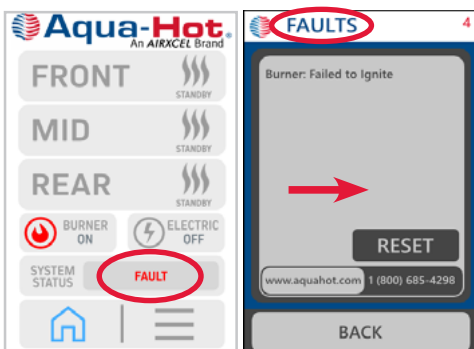 Aqua-Hot.
An AIRXCEL Brand
FRONT
STANDBY
MID
STANDBY
REAR
STANDBY
BURNER
ON
ELECTRIC
OFF
SYSTEM
STATUS
FAULT
FAULTS
4
Burner: Failed to Ignite
RESET
www.aquahot.com 1 (800) 685-4298
BACK